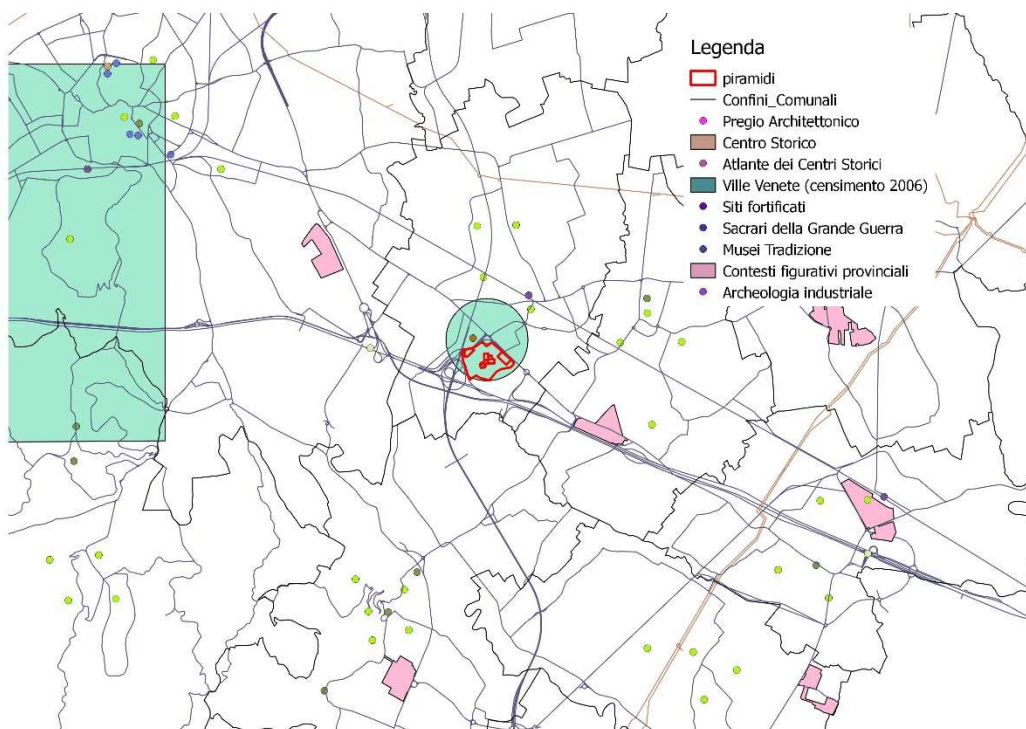 Legenda
piramidi
Confini_Comunali
Pregio Architettonico
Centro Storico
Atlante dei Centri Storici
Ville Venete (censimento 2006)
Siti fortificati
Sacrari della Grande Guerra
Musei Tradizione
Contesti figurativi provinciali
Archeologia industriale